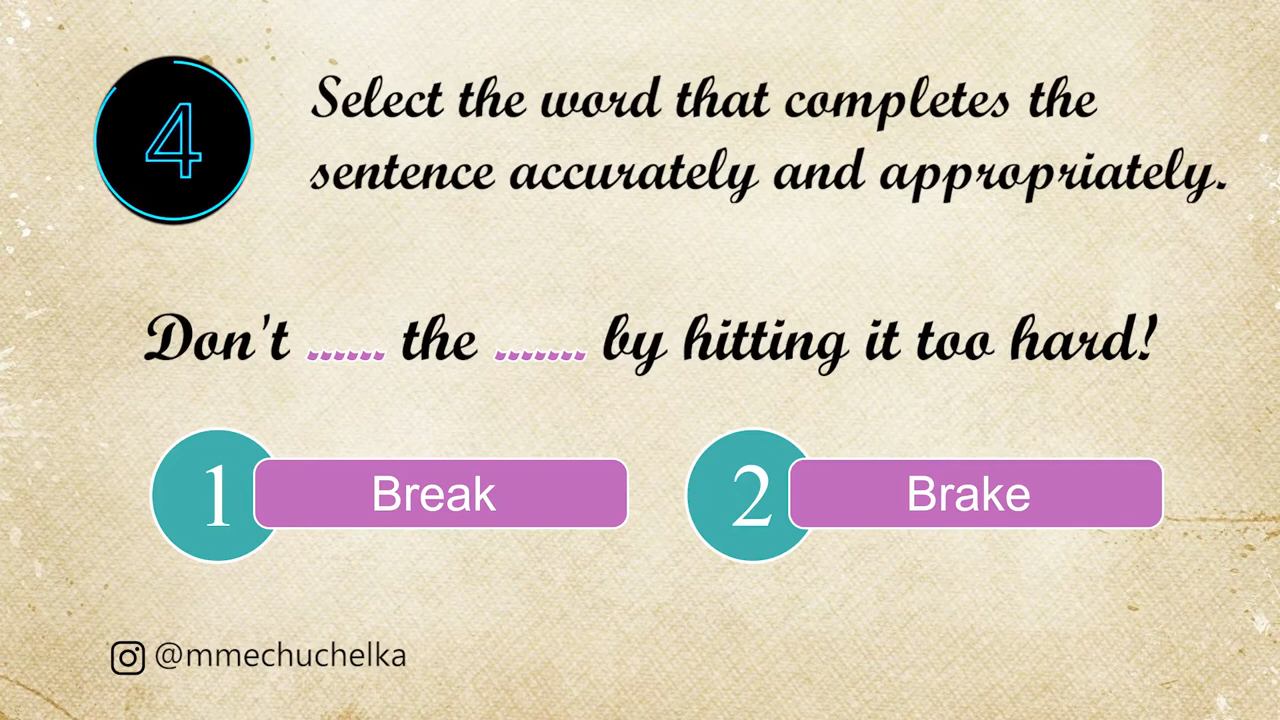 4
Select the word that completes the
sentence accurately and appropriately.
Don't ...... the ....... by hitting it too hard!
1 Break
2 Brake
@mmechuchelka